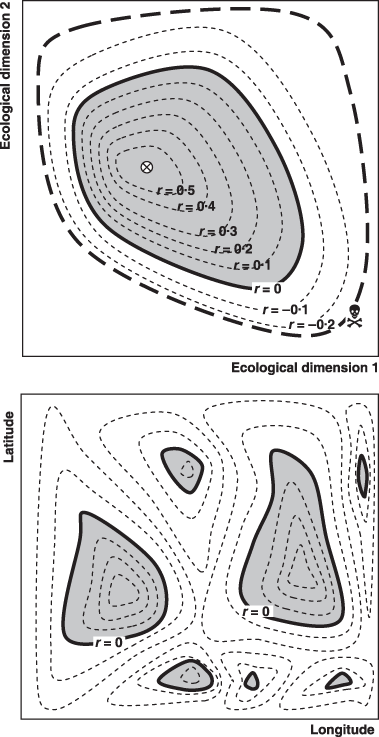 Ecological dimension 2
r = 0·5
r = 0·4
r = 0·3
r = 0·2
r = 0·1
r = 0
r = −0·1
r = −0·2
Ecological dimension 1
Latitude
r = 0
r = 0
Longitude